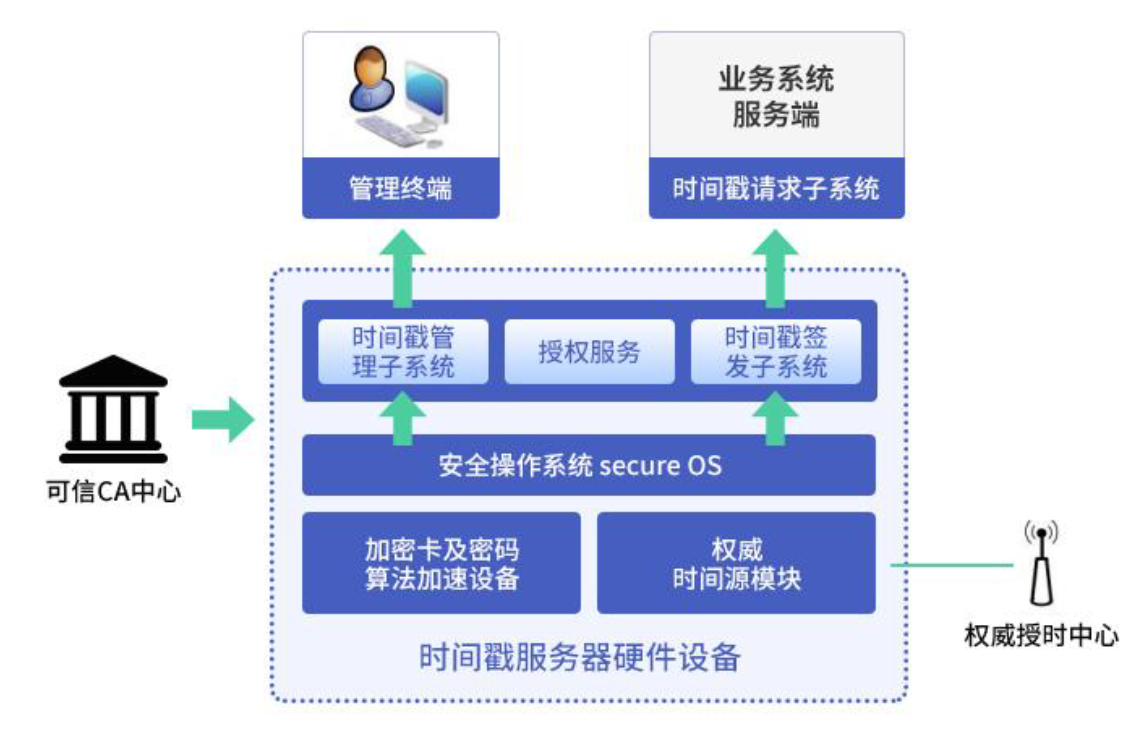 业务系统
服务端
管理终端
时间戳请求子系统
时间戳管
理子系统
授权服务
时间戳签
发子系统
可信CA中心
安全操作系统 secure OS
加密卡及密码
算法加速设备
权威
时间源模块
权威授时中心
时间戳服务器硬件设备